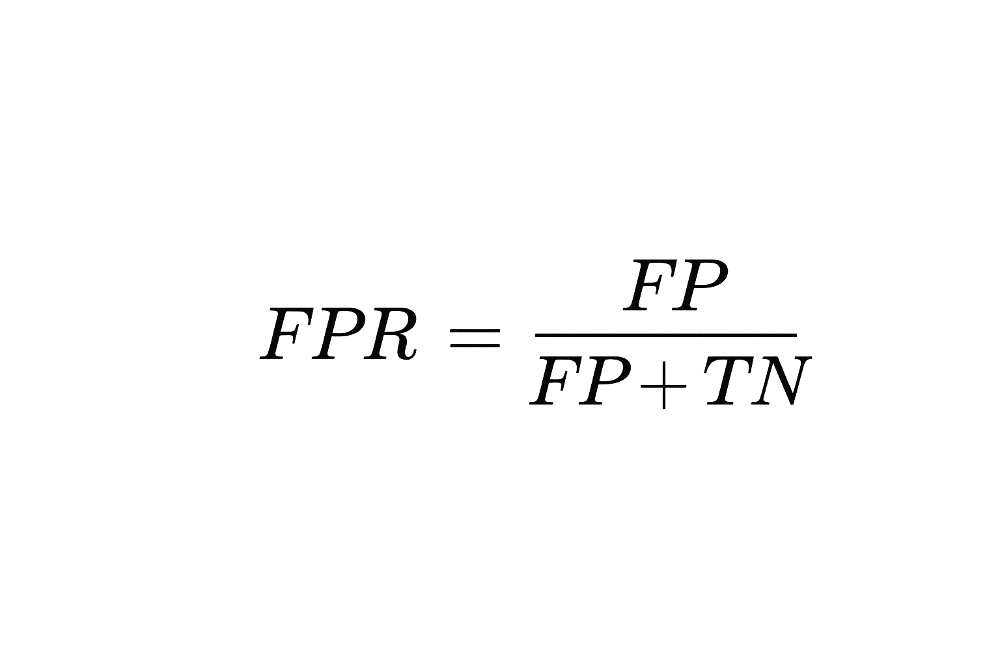 FPR = FP / FP + TN